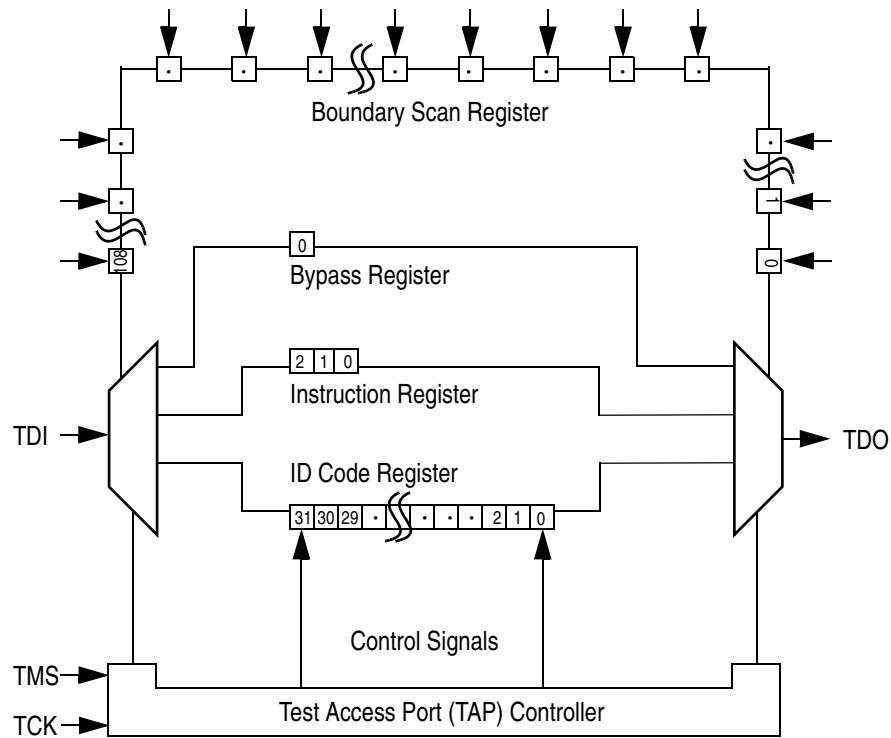 Boundary Scan Register
1
108
0
0
Bypass Register
2 1 0
Instruction Register
TDI
TDO
ID Code Register
31 30 29 · · · · 2 1 0
Control Signals
TMS
Test Access Port (TAP) Controller
TCK